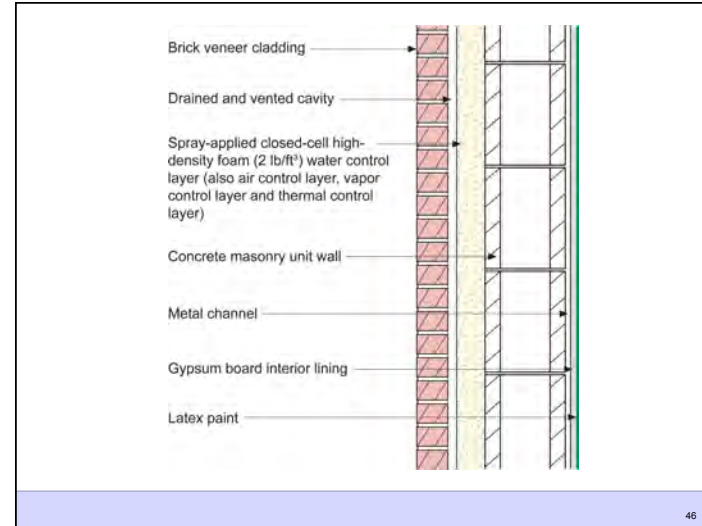 Brick veneer cladding
Drained and vented cavity
Spray-applied closed-cell high-
density foam (2 lb/ft³) water control
layer (also air control layer, vapor
control layer and thermal control
layer)
Concrete masonry unit wall
Metal channel
Gypsum board interior lining
Latex paint
46